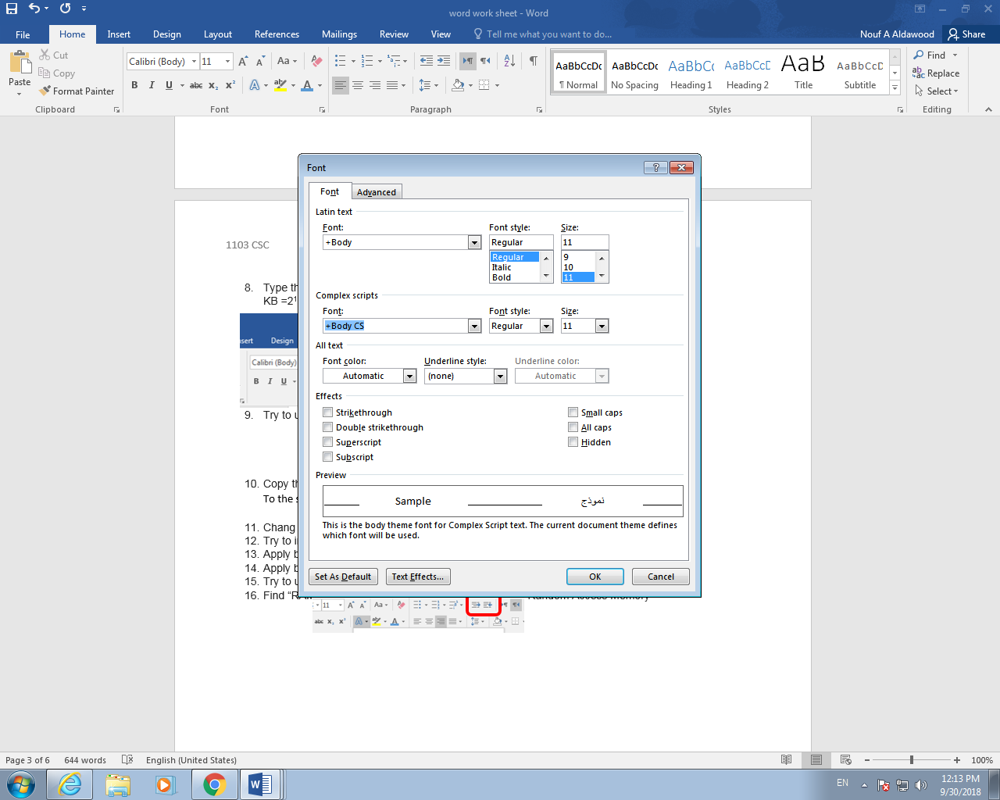 word work sheet - Word
File Home Insert Design Layout References Mailings Review View Tell me what you want to do... Nouf A Aldawood Share
Paste Cut Copy Format Painter
Calibri (Body) 11
¶ Normal No Spacing Heading 1 Heading 2 Title Subtitle
AaBbCcDc AaBbCcDc AaBbCc AaBbCcD AaB AaBbCcD
Find Replace Select
Clipboard Font Paragraph Styles Editing
Font
Font Advanced
Latin text
Font: Font style: Size:
+Body Regular 11
Regular 9
Italic 10
Bold 11
Complex scripts
Font: Font style: Size:
+Body CS Regular 11
All text
Font color: Underline style: Underline color:
Automatic (none) Automatic
Effects
Strikethrough Small caps
Double strikethrough All caps
Superscript Hidden
Subscript
Preview
Sample نموذج
This is the body theme font for Complex Script text. The current document theme defines
which font will be used.
Set As Default Text Effects... OK Cancel
1103 CSC
8. Type
KB =2
Design
Calibri (Body)
B I U
9. Try to
10. Copy
To the
11. Chang
12. Try to
13. Apply
14. Apply
15. Try to
16. Find
11 Aa
abc x₂ x²
Page 3 of 6 644 words English (United States) 100%
EN 12:13 PM
9/30/2018